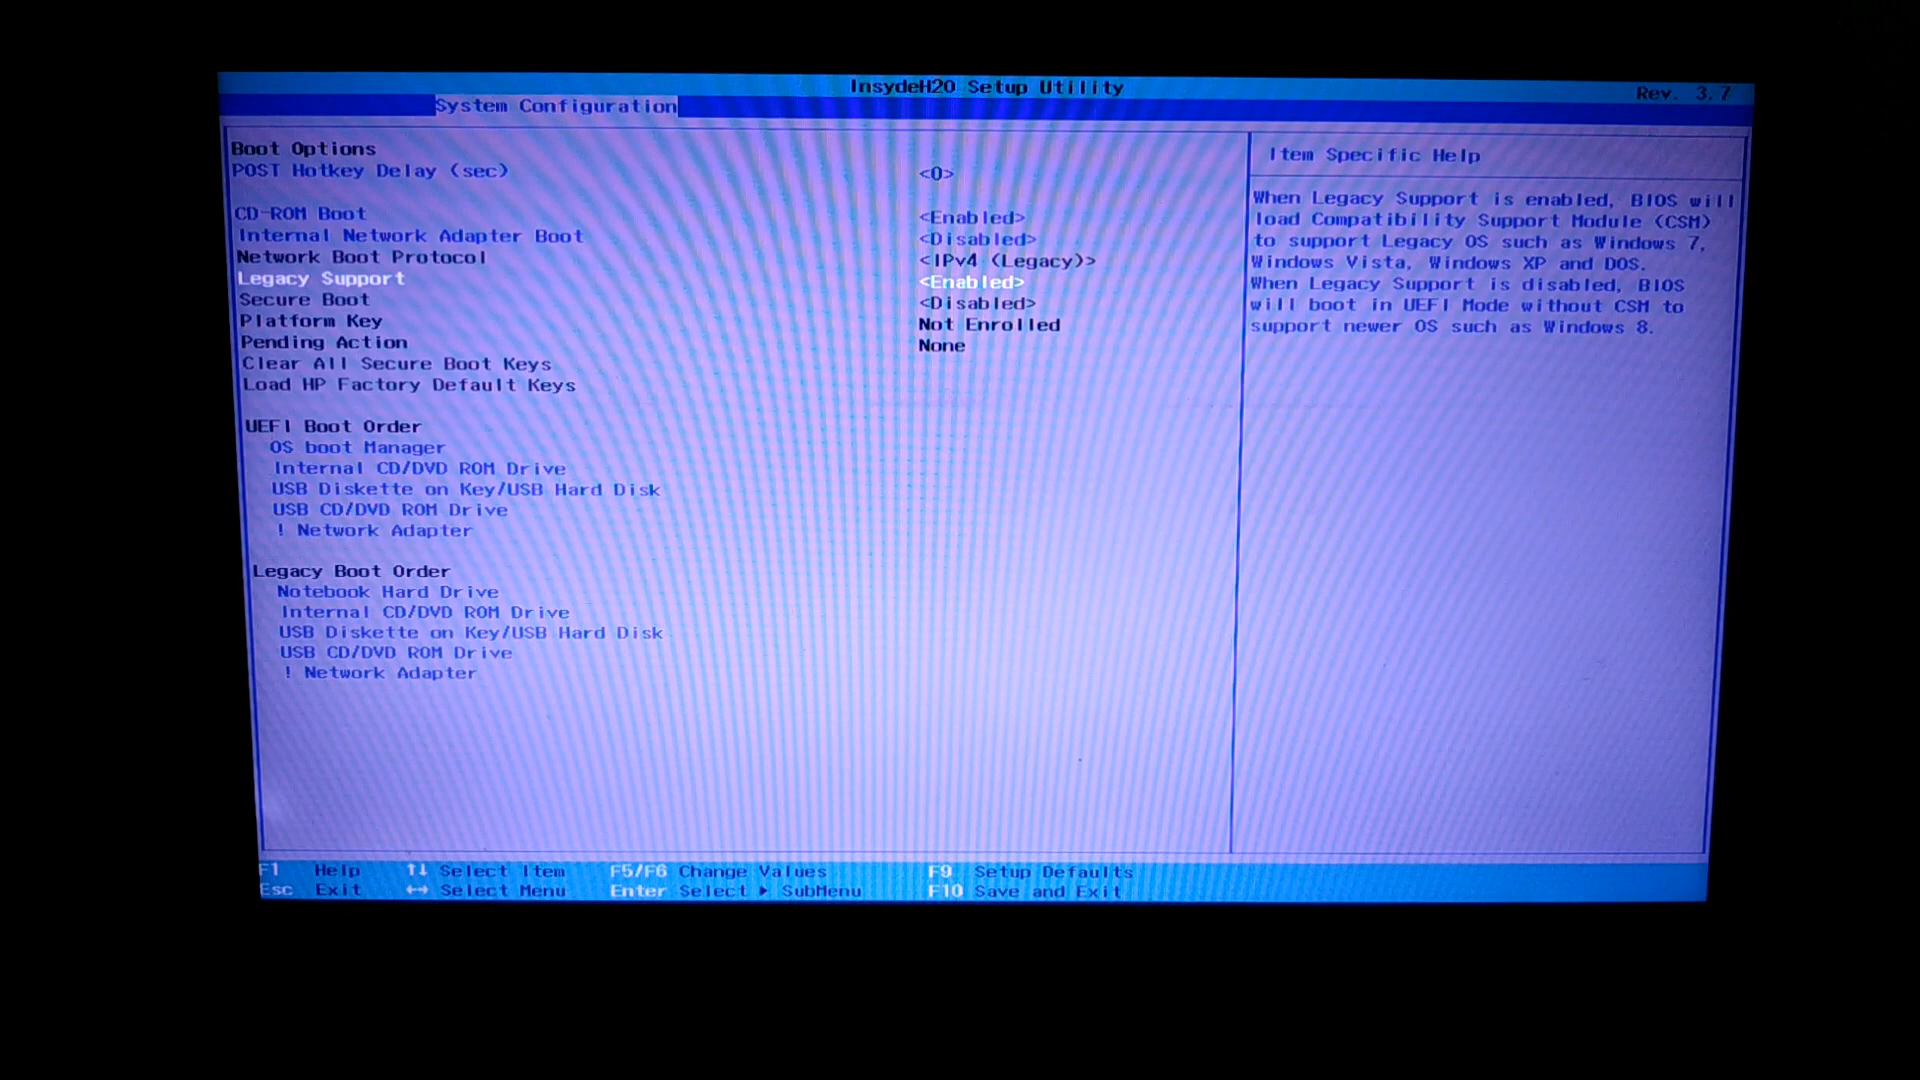 InsydeH20 Setup Utility
Rev. 3.7
System Configuration
Boot Options
POST Hotkey Delay (sec) <0>
CD-ROM Boot <Enabled>
Internal Network Adapter Boot <Disabled>
Network Boot Protocol <IPv4 (Legacy)>
Legacy Support <Enabled>
Secure Boot <Disabled>
Platform Key Not Enrolled
Pending Action None
Clear All Secure Boot Keys
Load HP Factory Default Keys
UEFI Boot Order
OS boot Manager
Internal CD/DVD ROM Drive
USB Diskette on Key/USB Hard Disk
USB CD/DVD ROM Drive
! Network Adapter
Legacy Boot Order
Notebook Hard Drive
Internal CD/DVD ROM Drive
USB Diskette on Key/USB Hard Disk
USB CD/DVD ROM Drive
! Network Adapter
Item Specific Help
When Legacy Support is enabled, BIOS will
load Compatibility Support Module (CSM)
to support Legacy OS such as Windows 7,
Windows Vista, Windows XP and DOS.
When Legacy Support is disabled, BIOS
will boot in UEFI Mode without CSM to
support newer OS such as Windows 8.
F1 Help ↑↓ Select Item F5/F6 Change Values F9 Setup Defaults
Esc Exit ↔ Select Menu Enter Select ▶ SubMenu F10 Save and Exit